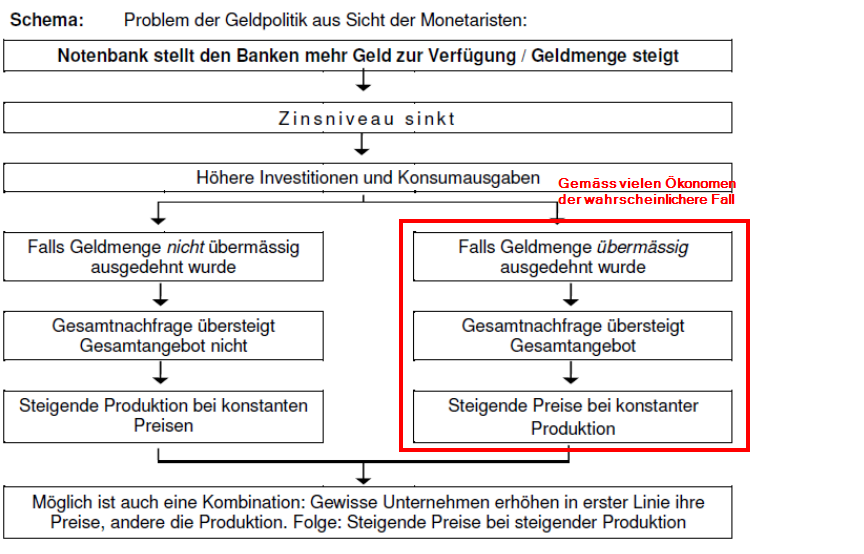 Schema: Problem der Geldpolitik aus Sicht der Monetaristen:
Notenbank stellt den Banken mehr Geld zur Verfügung / Geldmenge steigt
Zinsniveau sinkt
Höhere Investitionen und Konsumausgaben
Gemäss vielen Ökonomen
der wahrscheinlichere Fall
Falls Geldmenge nicht übermässig
ausgedehnt wurde
Gesamtnachfrage übersteigt
Gesamtangebot nicht
Steigende Produktion bei konstanten
Preisen
Falls Geldmenge übermässig
ausgedehnt wurde
Gesamtnachfrage übersteigt
Gesamtangebot
Steigende Preise bei konstanter
Produktion
Möglich ist auch eine Kombination: Gewisse Unternehmen erhöhen in erster Linie ihre
Preise, andere die Produktion. Folge: Steigende Preise bei steigender Produktion